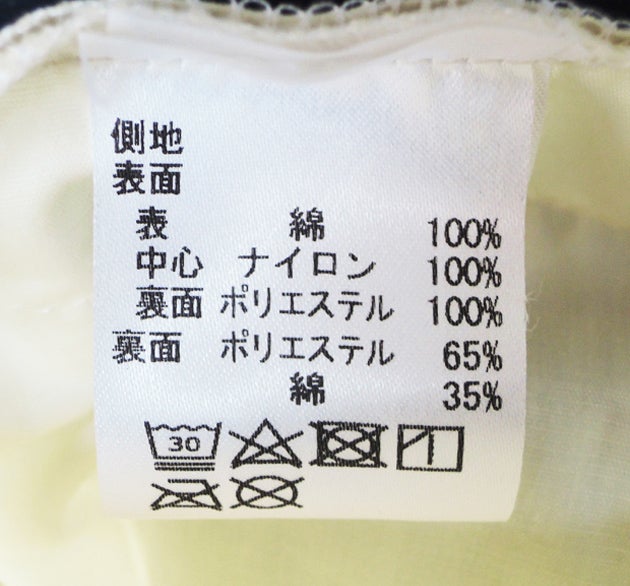 側地
表面
表 綿 100%
中心 ナイロン 100%
裏面 ポリエステル 100%
裏面 ポリエステル 65%
綿 35%
30